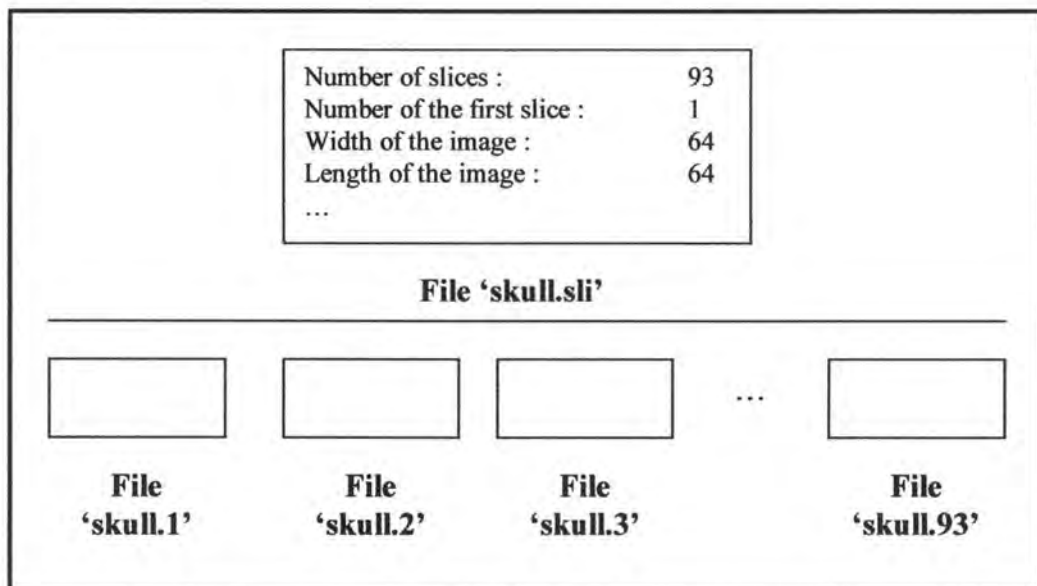 Number of slices : 93
Number of the first slice : 1
Width of the image : 64
Length of the image : 64
...
File ‘skull.sli’
...
File ‘skull.1’
File ‘skull.2’
File ‘skull.3’
File ‘skull.93’